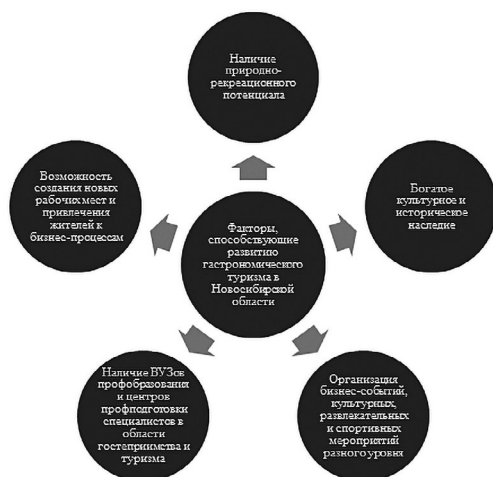 Наличие
природно-
рекреационного
потенциала
Возможность
создания новых
рабочих мест и
привлечения
жителей к
бизнес-процессам
Факторы,
способствующие
развитию
гастрономического
туризма в
Новосибирской
области
Богатое
культурное и
историческое
наследие
Наличие ВУЗов
профобразования
и центров
профподготовки
специалистов в
области
гостеприимства и
туризма
Организация
бизнес-событий,
культурных,
развлекательных
и спортивных
мероприятий
разного уровня